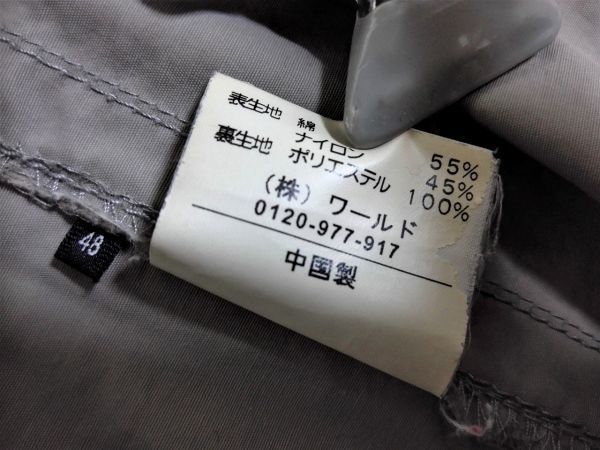 表生地 綿 55%
ナイロン 45%
裏生地 ポリエステル 100%
(株) ワールド
0120-977-917
中国製
48